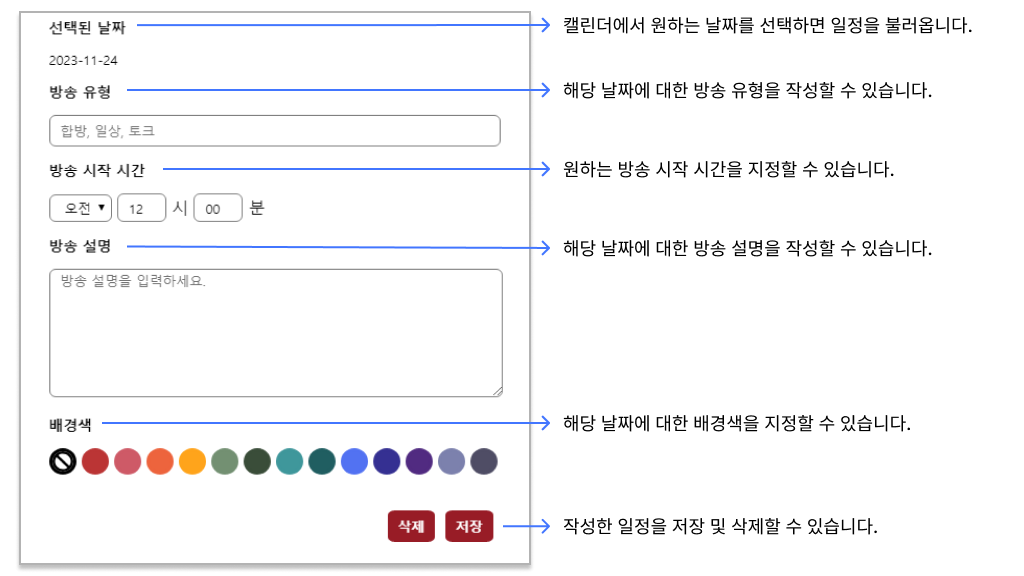 선택된 날짜
캘린더에서 원하는 날짜를 선택하면 일정을 불러옵니다.
2023-11-24
방송 유형
해당 날짜에 대한 방송 유형을 작성할 수 있습니다.
합방, 일상, 토크
방송 시작 시간
원하는 방송 시작 시간을 지정할 수 있습니다.
오전 ▼ 12 시 00 분
방송 설명
해당 날짜에 대한 방송 설명을 작성할 수 있습니다.
방송 설명을 입력하세요.
배경색
해당 날짜에 대한 배경색을 지정할 수 있습니다.
삭제 저장
작성한 일정을 저장 및 삭제할 수 있습니다.